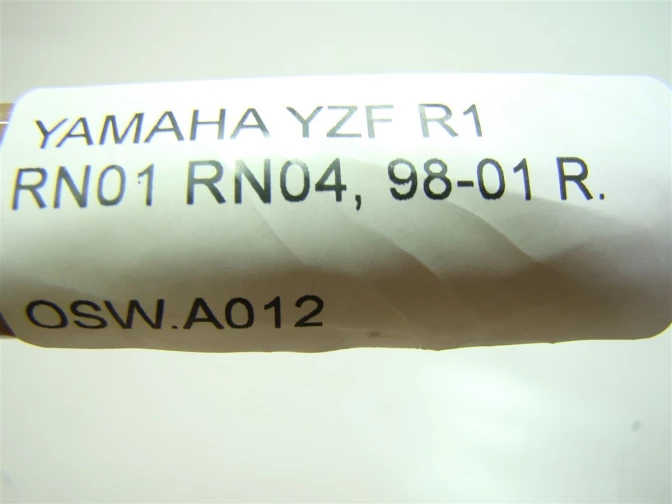 YAMAHA YZF R1
RN01 RN04, 98-01 R.
OSW.A012